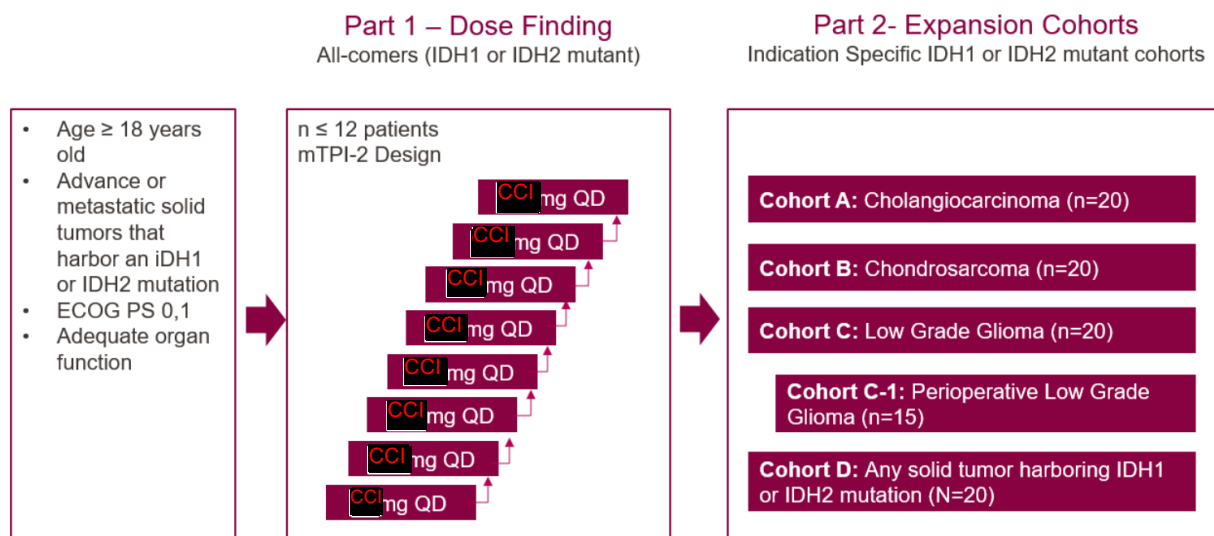 Part 1 – Dose Finding
All-comers (IDH1 or IDH2 mutant)
Part 2- Expansion Cohorts
Indication Specific IDH1 or IDH2 mutant cohorts
• Age ≥ 18 years
old
• Advance or
metastatic solid
tumors that
harbor an iDH1
or IDH2 mutation
• ECOG PS 0,1
• Adequate organ
function
n ≤ 12 patients
mTPI-2 Design
CCI mg QD
CCI mg QD
CCI mg QD
CCI mg QD
CCI mg QD
CCI mg QD
CCI mg QD
CCI mg QD
Cohort A: Cholangiocarcinoma (n=20)
Cohort B: Chondrosarcoma (n=20)
Cohort C: Low Grade Glioma (n=20)
Cohort C-1: Perioperative Low Grade
Glioma (n=15)
Cohort D: Any solid tumor harboring IDH1
or IDH2 mutation (N=20)